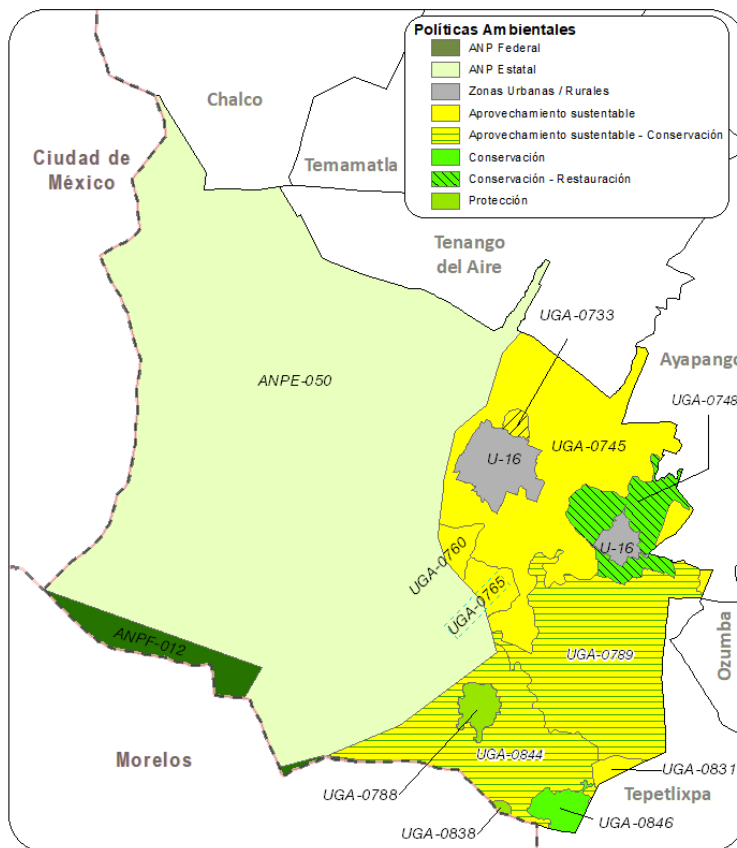 Políticas Ambientales
ANP Federal
ANP Estatal
Zonas Urbanas / Rurales
Aprovechamiento sustentable
Aprovechamiento sustentable - Conservación
Conservación
Conservación - Restauración
Protección
Chalco
Ciudad de
México
Temamatla
Tenango
del Aire
UGA-0733
Ayapango
ANPE-050
UGA-0748
UGA-0745
U-16
U-16
UGA-0760
UGA-0765
ANPF-012
UGA-0789
Ozumba
Morelos
UGA-0844
UGA-0831
UGA-0788
Tepetlixpa
UGA-0846
UGA-0838